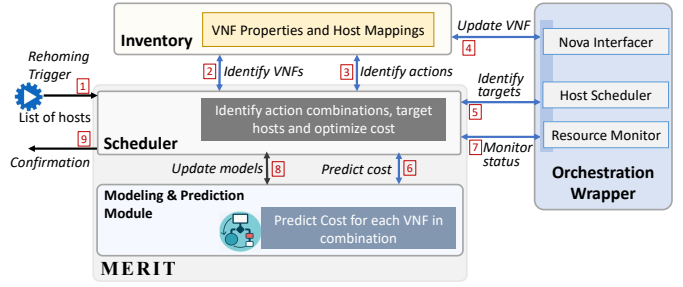 Inventory
VNF Properties and Host Mappings
Update VNF
4
Nova Interfacer
Rehoming
Trigger
1
2
Identify VNFs
3
Identify actions
List of hosts
Identify action combinations, target
hosts and optimize cost
Identify
targets
5
Host Scheduler
9
Scheduler
7
Monitor
status
Resource Monitor
Confirmation
Update models
8
Predict cost
6
Orchestration
Wrapper
Modeling & Prediction
Module
Predict Cost for each VNF in
combination
MERIT